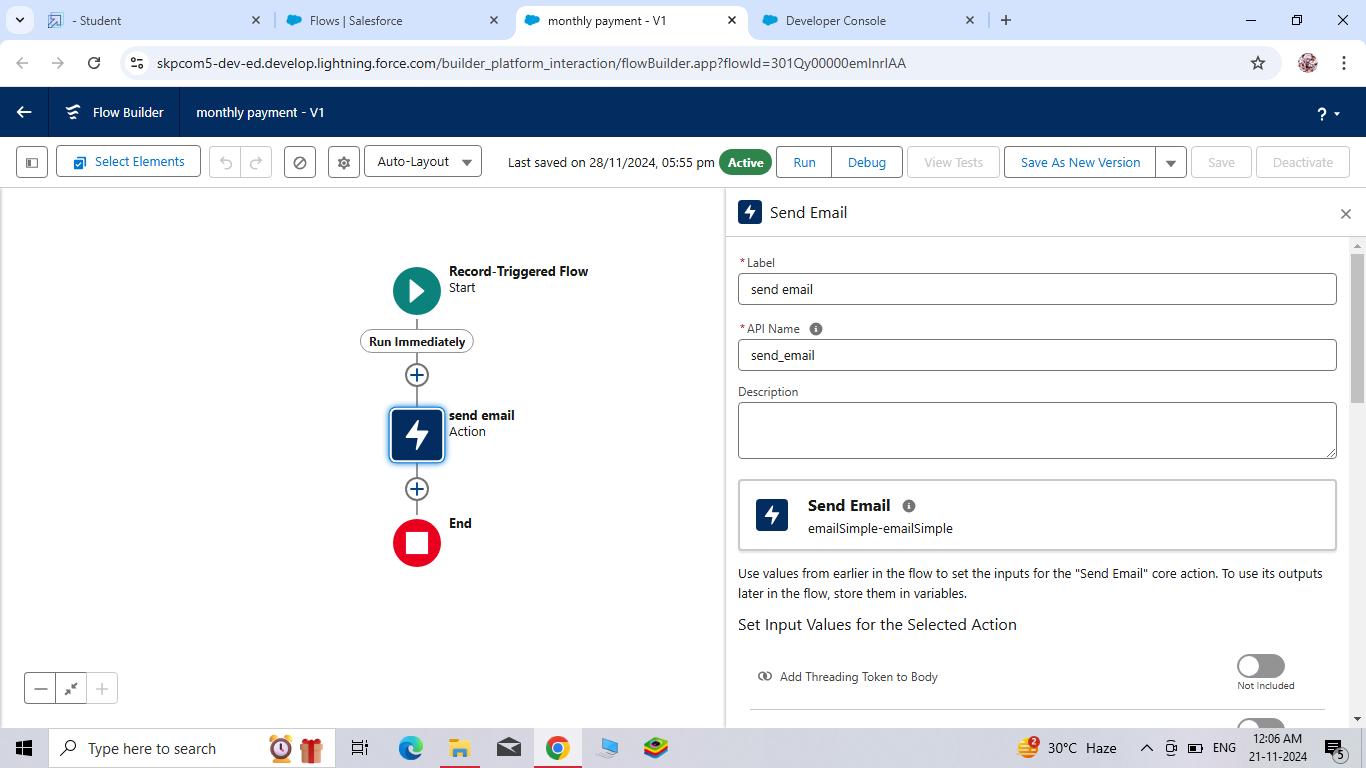 - Student
Flows | Salesforce
monthly payment - V1
Developer Console
skpcom5-dev-ed.develop.lightning.force.com/builder_platform_interaction/flowBuilder.app?flowId=301Qy00000emInrIAA
Flow Builder
monthly payment - V1
?
Select Elements
Auto-Layout
Last saved on 28/11/2024, 05:55 pm
Active
Run
Debug
View Tests
Save As New Version
Save
Deactivate
Record-Triggered Flow
Start
Run Immediately
send email
Action
End
Send Email
*Label
send email
*API Name
send_email
Description
Send Email
emailSimple-emailSimple
Use values from earlier in the flow to set the inputs for the "Send Email" core action. To use its outputs
later in the flow, store them in variables.
Set Input Values for the Selected Action
Add Threading Token to Body
Not Included
Type here to search
2
30°C Haze
ENG
12:06 AM
21-11-2024
5